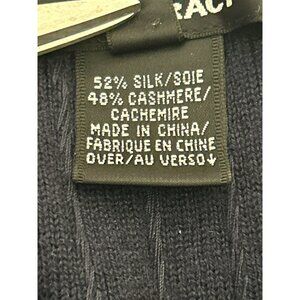 52% SILK/SOIE
48% CASHMERE/
CACHEMIRE
MADE IN CHINA/
FABRIQUE EN CHINE
OVER/AU VERSO↓